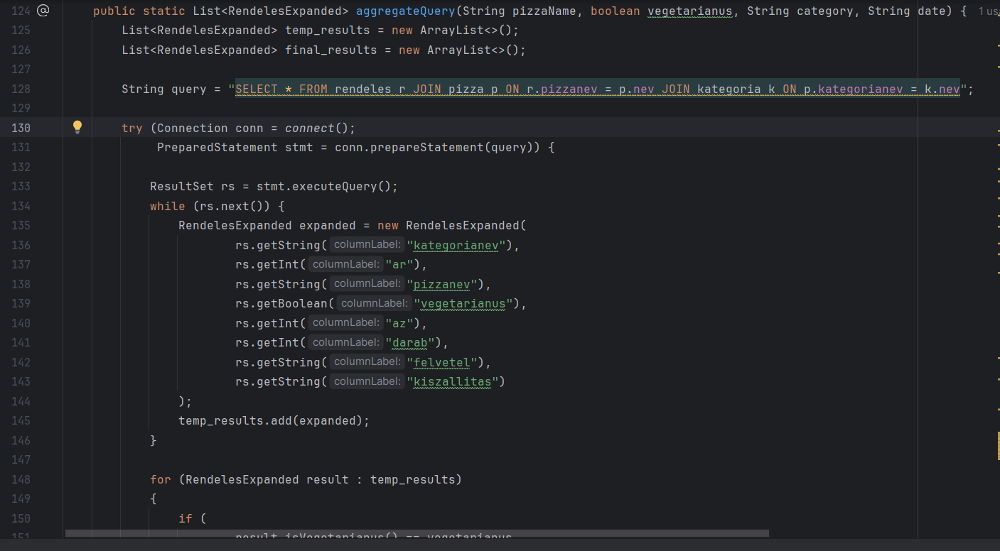 124 @ public static List<RendelesExpanded> aggregateQuery(String pizzaName, boolean vegetarianus, String category, String date) { 1 us
125 List<RendelesExpanded> temp_results = new ArrayList<>();
126 List<RendelesExpanded> final_results = new ArrayList<>();
127
128 String query = "SELECT * FROM rendeles r JOIN pizza p ON r.pizzanev = p.nev JOIN kategoria k ON p.kategorianev = k.nev";
129
130 try (Connection conn = connect();
131 PreparedStatement stmt = conn.prepareStatement(query)) {
132
133 ResultSet rs = stmt.executeQuery();
134 while (rs.next()) {
135 RendelesExpanded expanded = new RendelesExpanded(
136 rs.getString( columnLabel: "kategorianev"),
137 rs.getInt( columnLabel: "ar"),
138 rs.getString( columnLabel: "pizzanev"),
139 rs.getBoolean( columnLabel: "vegetarianus"),
140 rs.getInt( columnLabel: "az"),
141 rs.getInt( columnLabel: "darab"),
142 rs.getString( columnLabel: "felvetel"),
143 rs.getString( columnLabel: "kiszallitas")
144 );
145 temp_results.add(expanded);
146 }
147
148 for (RendelesExpanded result : temp_results)
149 {
150 if (
151 result.isVegetarianus() == vegetarianus